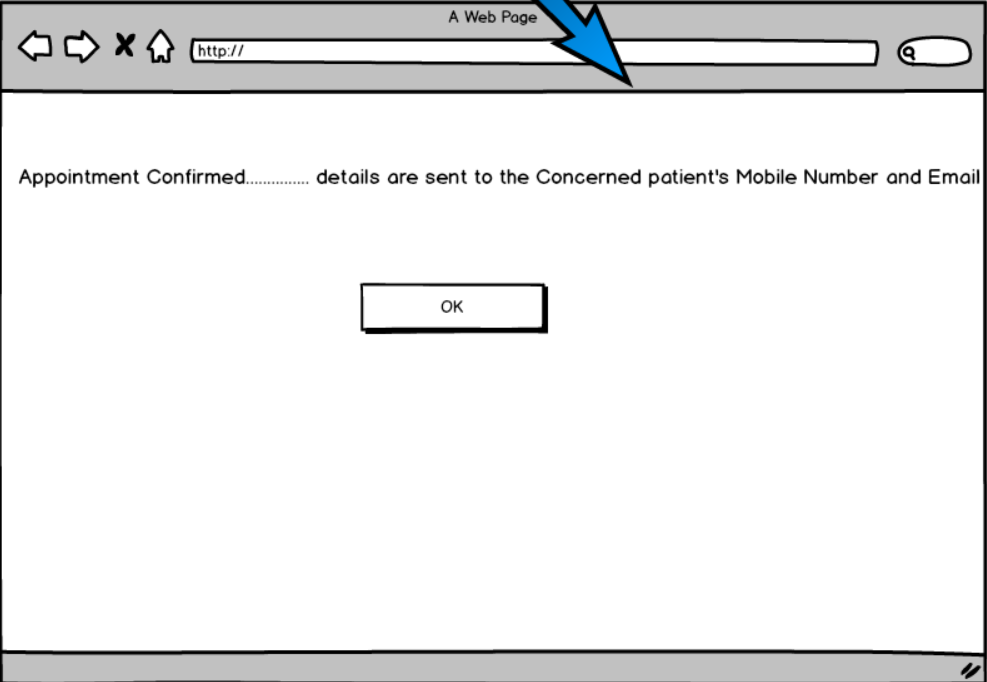 A Web Page
http://
Appointment Confirmed.............. details are sent to the Concerned patient's Mobile Number and Email
OK